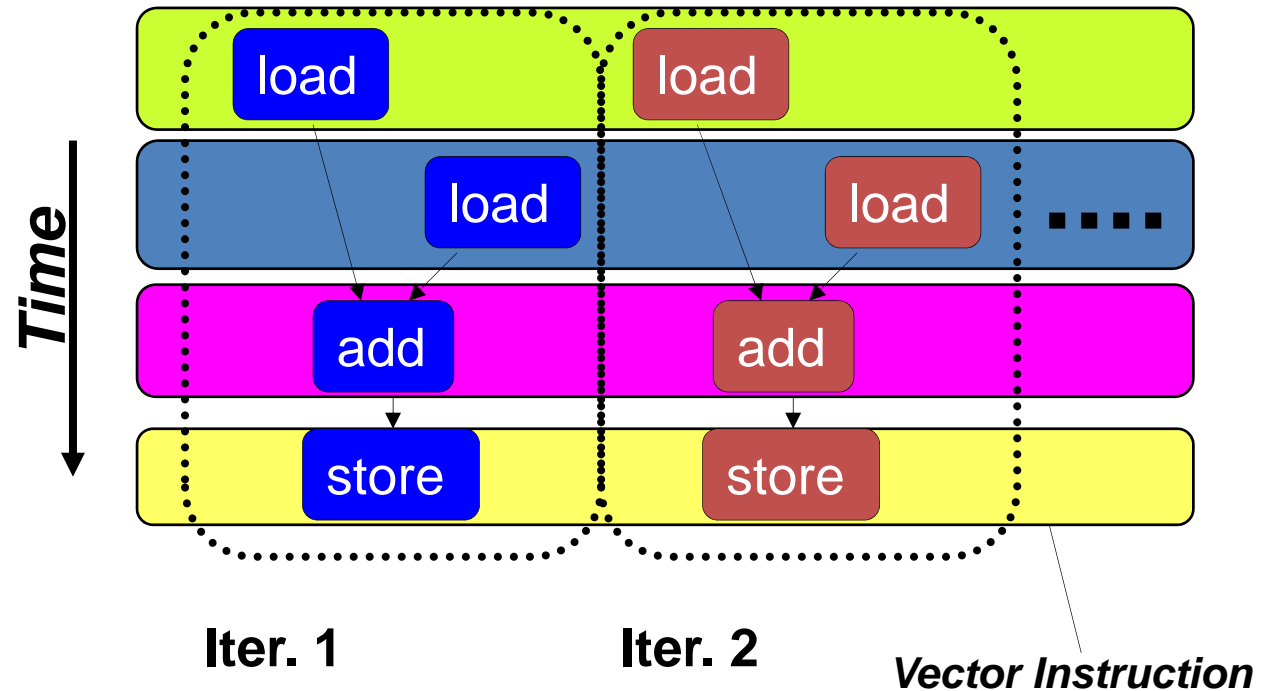 load load
load load
....
Time
add add
store store
Iter. 1 Iter. 2
Vector Instruction